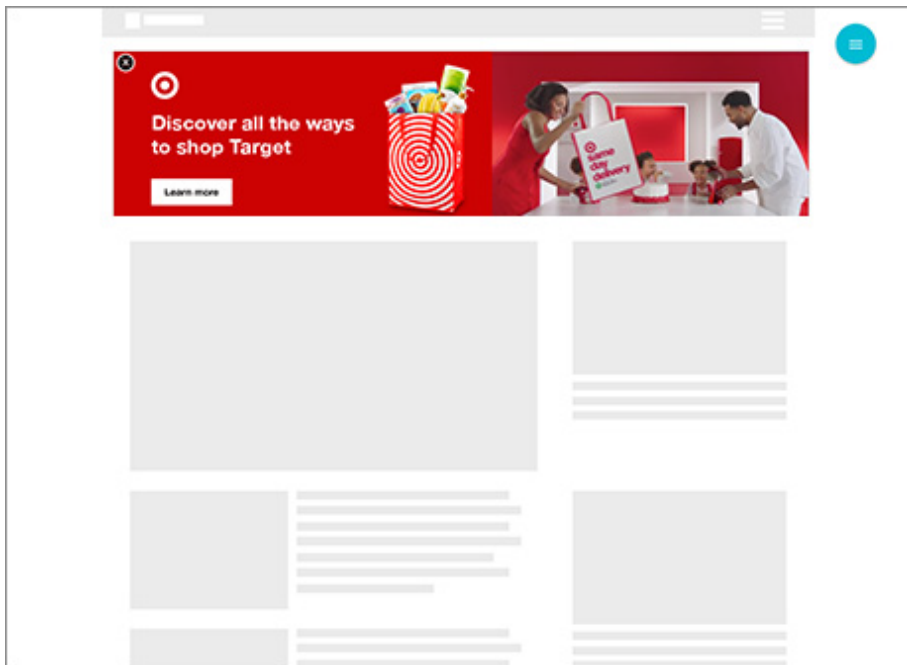 X
Discover all the ways
to shop Target
Learn more
same
day
delivery